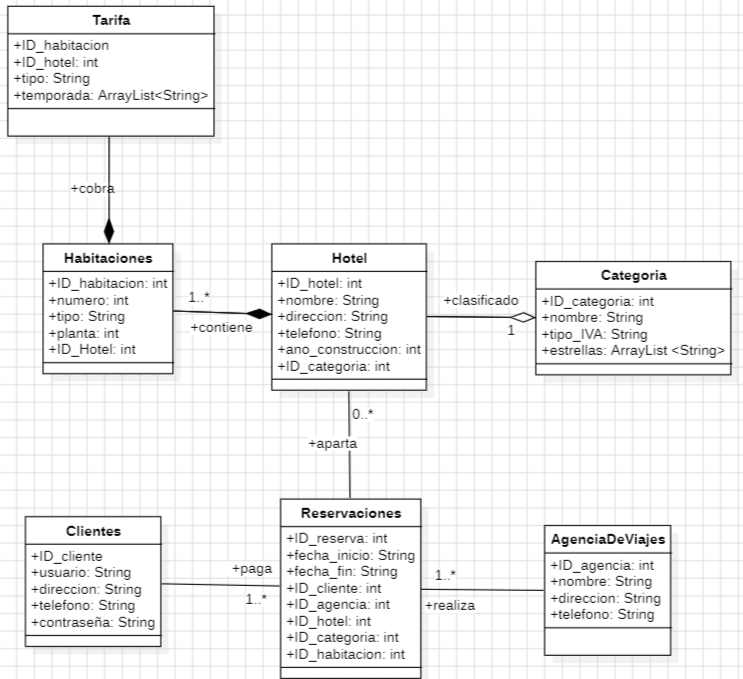 Tarifa
+ID_habitacion
+ID_hotel: int
+tipo: String
+temporada: ArrayList<String>
+cobra
Habitaciones
+ID_habitacion: int
+numero: int
+tipo: String
+planta: int
+ID_Hotel: int
1..*
+contiene
Hotel
+ID_hotel: int
+nombre: String
+direccion: String
+telefono: String
+ano_construccion: int
+ID_categoria: int
+clasificado
1
Categoria
+ID_categoria: int
+nombre: String
+tipo_IVA: String
+estrellas: ArrayList <String>
0..*
+aparta
Clientes
+ID_cliente
+usuario: String
+direccion: String
+telefono: String
+contraseña: String
+paga
1..*
Reservaciones
+ID_reserva: int
+fecha_inicio: String
+fecha_fin: String
+ID_cliente: int
+ID_agencia: int
+ID_hotel: int
+ID_categoria: int
+ID_habitacion: int
1..*
+realiza
AgenciaDeViajes
+ID_agencia: int
+nombre: String
+direccion: String
+telefono: String